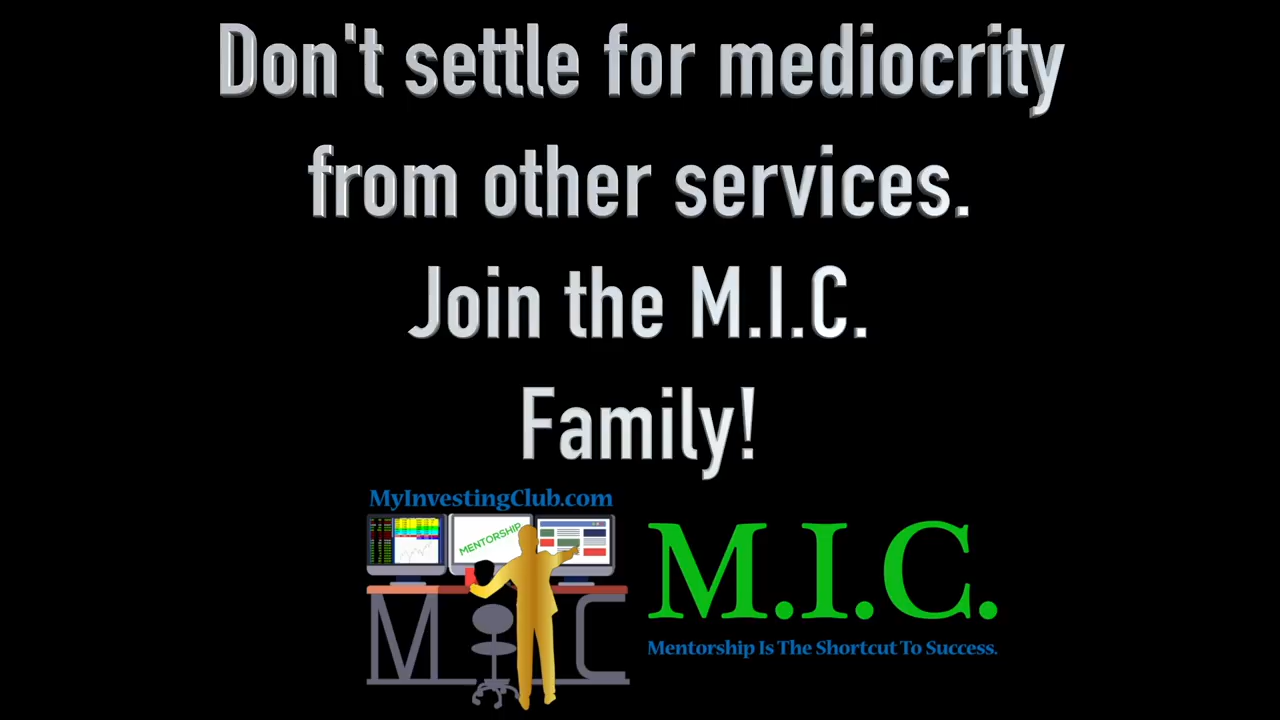 Don't settle for mediocrity
from other services.
Join the M.I.C.
Family!
MyInvestingClub.com
MENTORSHIP
M.I.C.
MIC
Mentorship Is The Shortcut To Success.